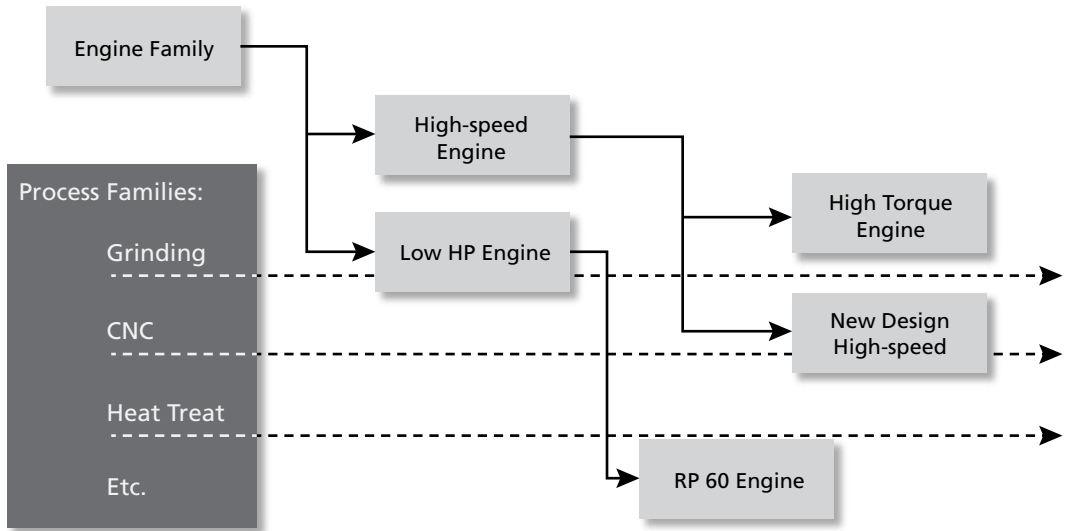 Engine Family
High-speed
Engine
Process Families:
High Torque
Engine
Grinding
Low HP Engine
CNC
New Design
High-speed
Heat Treat
RP 60 Engine
Etc.